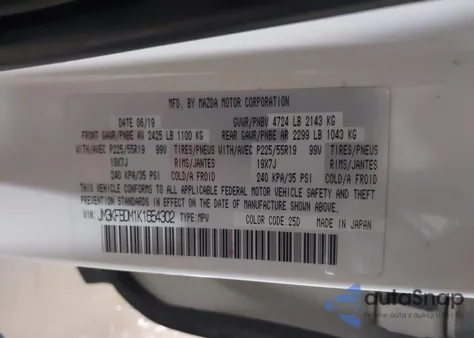 MFD. BY MAZDA MOTOR CORPORATION
DATE 06/19 GVWR/PNBV 4724 LB 2143 KG
FRONT GAWR/PNBE AV 2425 LB 1100 KG REAR GAWR/PNBE AR 2299 LB 1043 KG
WITH/AVEC P225/55R19 99V TIRES/PNEUS WITH/AVEC P225/55R19 99V TIRES/PNEUS
19X7J RIMS/JANTES 19X7J RIMS/JANTES
240 KPA/35 PSI COLD/A FROID 240 KPA/35 PSI COLD/A FROID
THIS VEHICLE CONFORMS TO ALL APPLICABLE FEDERAL MOTOR VEHICLE SAFETY AND THEFT
PREVENTION STANDARDS IN EFFECT ON THE DATE OF MANUFACTURE SHOWN ABOVE.
VIN: JM3KFBDM1K1654302 TYPE:MPV COLOR CODE:25D MADE IN JAPAN
autoSnap